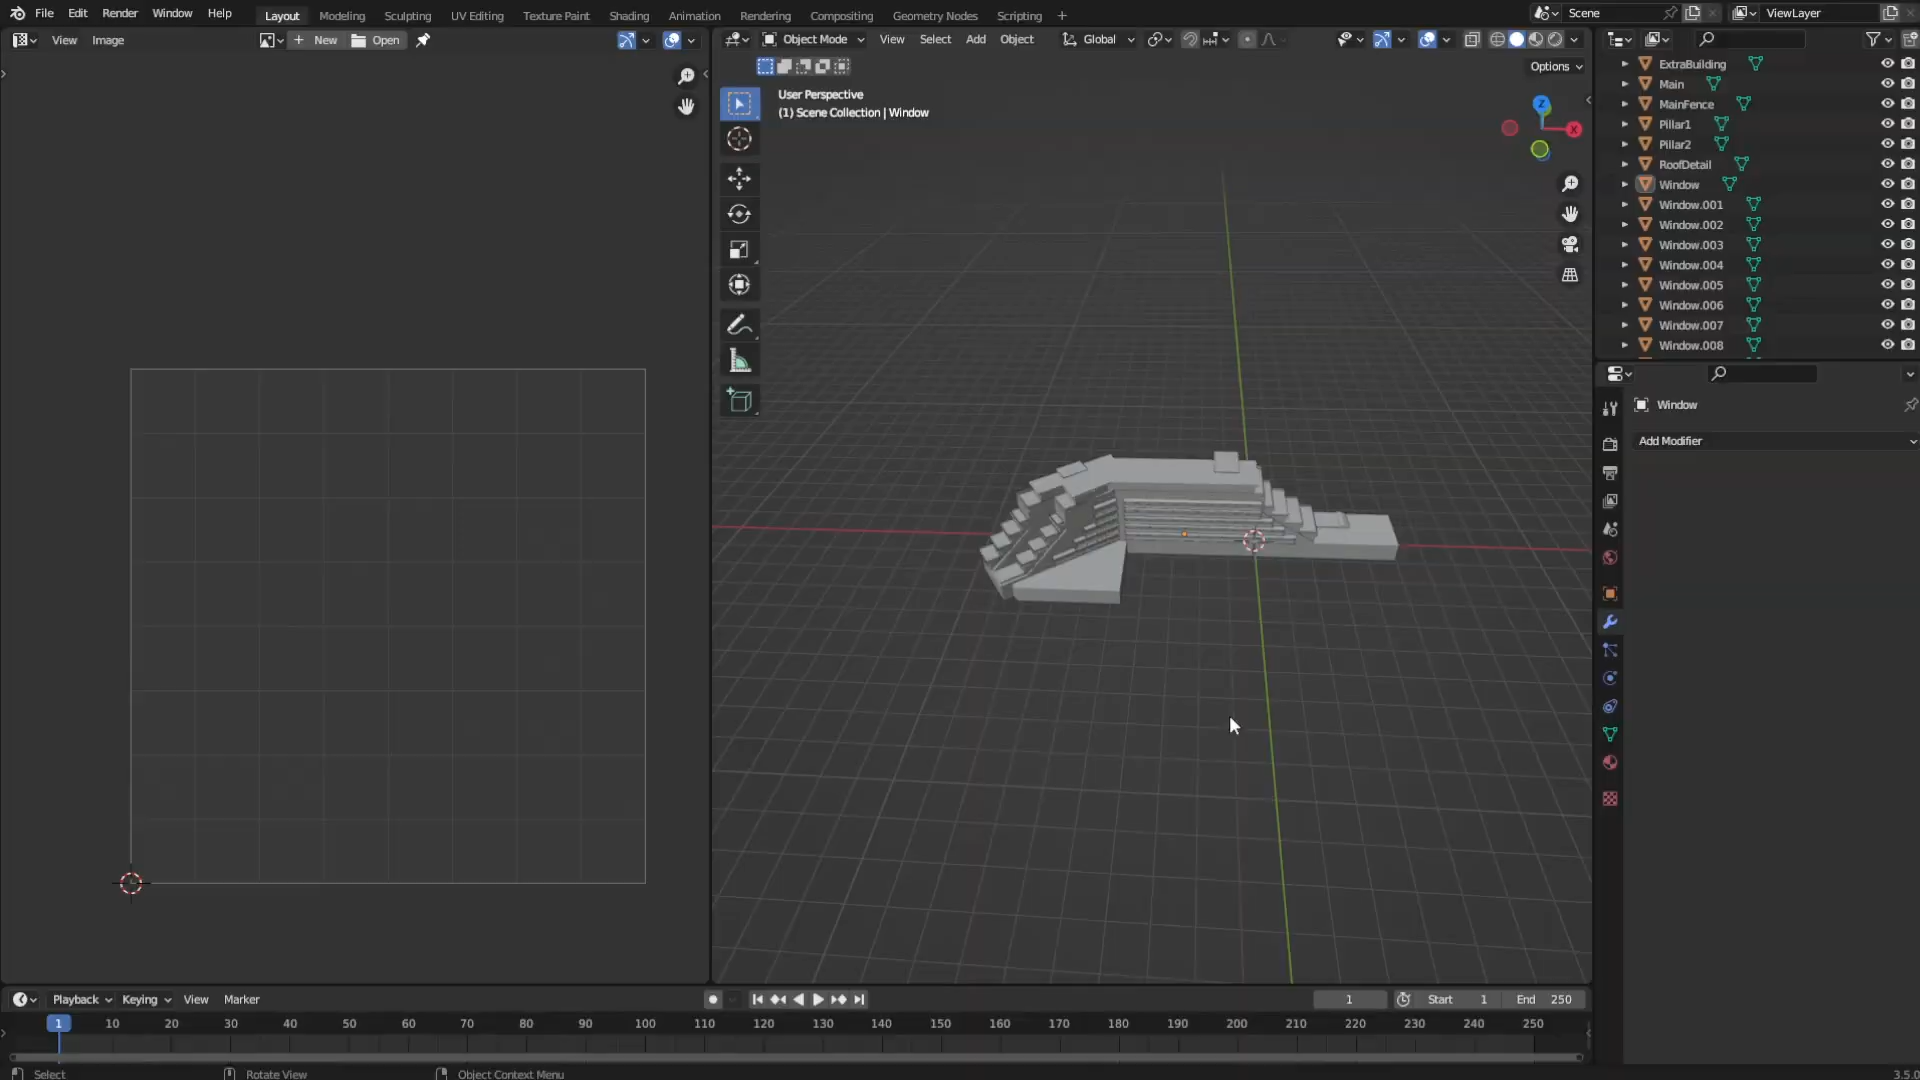 File Edit Render Window Help Layout Modeling Sculpting UV Editing Texture Paint Shading Animation Rendering Compositing Geometry Nodes Scripting + Scene ViewLayer
View Image + New Open Object Mode View Select Add Object Global
Options
User Perspective
(1) Scene Collection | Window
Z
X
ExtraBuilding
Main
MainFence
Pillar1
Pillar2
RoofDetail
Window
Window.001
Window.002
Window.003
Window.004
Window.005
Window.006
Window.007
Window.008
Window
Add Modifier
Playback Keying View Marker 1 Start 1 End 250
1 10 20 30 40 50 60 70 80 90 100 110 120 130 140 150 160 170 180 190 200 210 220 230 240 250
Select Rotate View Object Context Menu 3.5.0